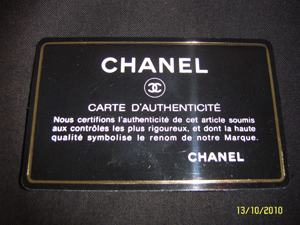 CHANEL
CARTE D'AUTHENTICITÉ
Nous certifions l'authenticité de cet article soumis
aux contrôles les plus rigoureux, et dont la haute
qualité symbolise le renom de notre Marque.
CHANEL
13/10/2010